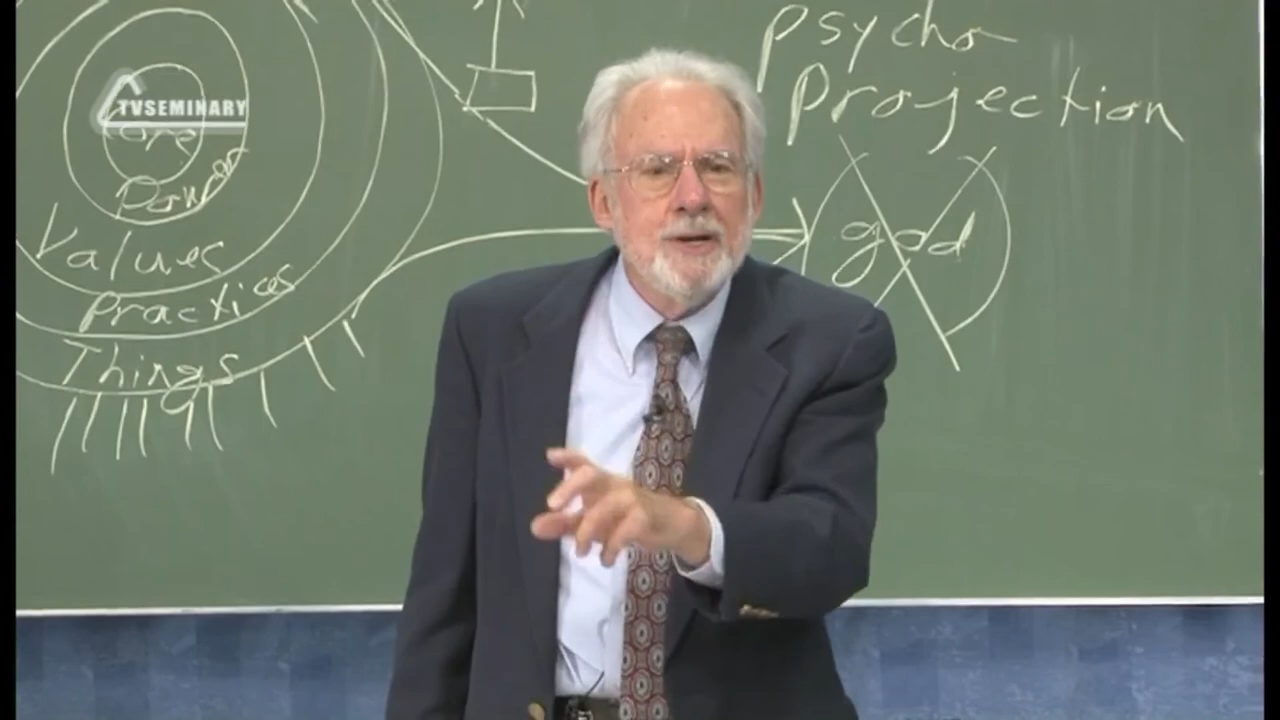 psycho
projection
TVSEMINARY
Core
Power
god
Values
Practices
Things